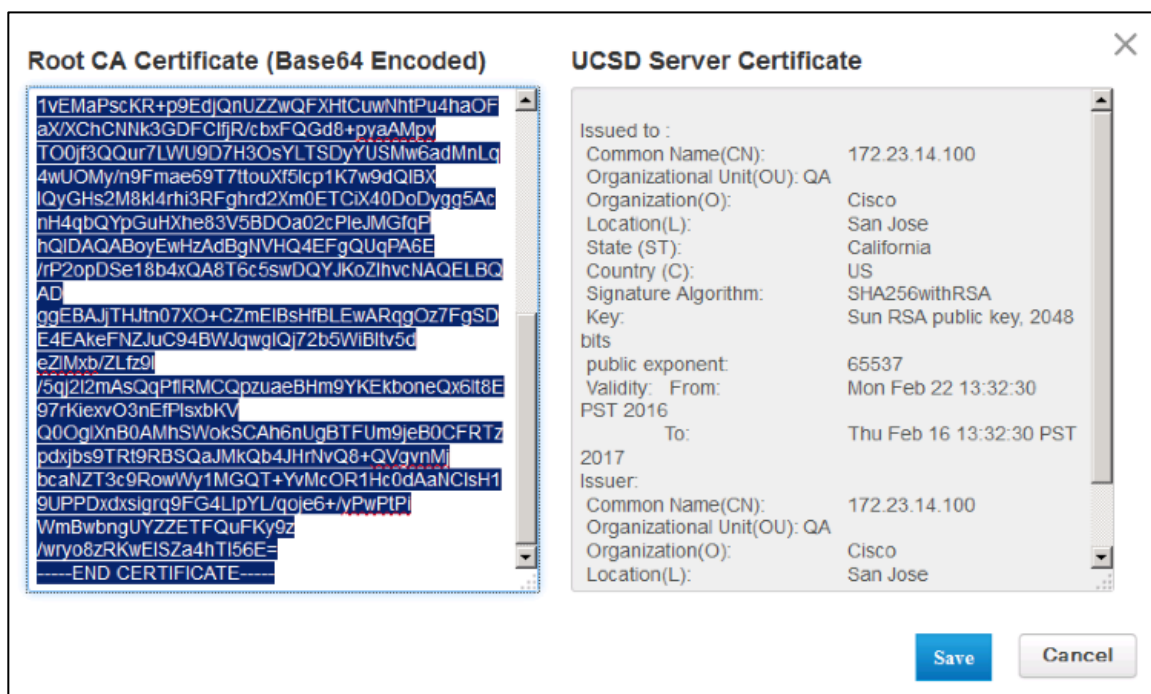 Root CA Certificate (Base64 Encoded)
1vEMaPscKR+p9EdjQnUZZwQFXHtCuwNhtPu4haOF
aX/XChCNNk3GDFClfjR/cbxFQGd8+pyaAMpv
TO0jf3QQur7LWU9D7H3OsYLTSDyYUSMw6adMnLq
4wUOMy/n9Fmae69T7ttouXf5lcp1K7w9dQIBX
IQyGHs2M8kl4rhi3RFghrd2Xm0ETCiX40DoDygg5Ac
nH4qbQYpGuHXhe83V5BDOa02cPleJMGfqP
hQIDAQABoyEwHzAdBgNVHQ4EFgQUqPA6E
/rP2opDSe18b4xQA8T6c5swDQYJKoZIhvcNAQELBQ
AD
ggEBAJjTHJtn07XO+CZmEIBsHfBLEwARqgOz7FgSD
E4EAkeFNZJuC94BWJqwgIQj72b5WiBltv5d
eZlMxb/ZLfz9l
/5qj2I2mAsQqPflRMCQpzuaeBHm9YKEkboneQx6lt8E
97rKiexvO3nEfPlsxbKV
Q0OglXnB0AMhSWokSCAh6nUgBTFUm9jeB0CFRTz
pdxjbs9TRt9RBSQaJMkQb4JHrNvQ8+QVgvnMj
bcaNZT3c9RowWy1MGQT+YvMcOR1Hc0dAaNClsH1
9UPPDxdxsigrq9FG4LlpYL/qoje6+/yPwPtPi
WmBwbngUYZZETFQuFKy9z
/wryo8zRKwElSZa4hTI56E=
-----END CERTIFICATE-----
UCSD Server Certificate
Issued to :
Common Name(CN): 172.23.14.100
Organizational Unit(OU): QA
Organization(O): Cisco
Location(L): San Jose
State (ST): California
Country (C): US
Signature Algorithm: SHA256withRSA
Key: Sun RSA public key, 2048
bits
public exponent: 65537
Validity: From: Mon Feb 22 13:32:30
PST 2016
To: Thu Feb 16 13:32:30 PST
2017
Issuer:
Common Name(CN): 172.23.14.100
Organizational Unit(OU): QA
Organization(O): Cisco
Location(L): San Jose
Save Cancel